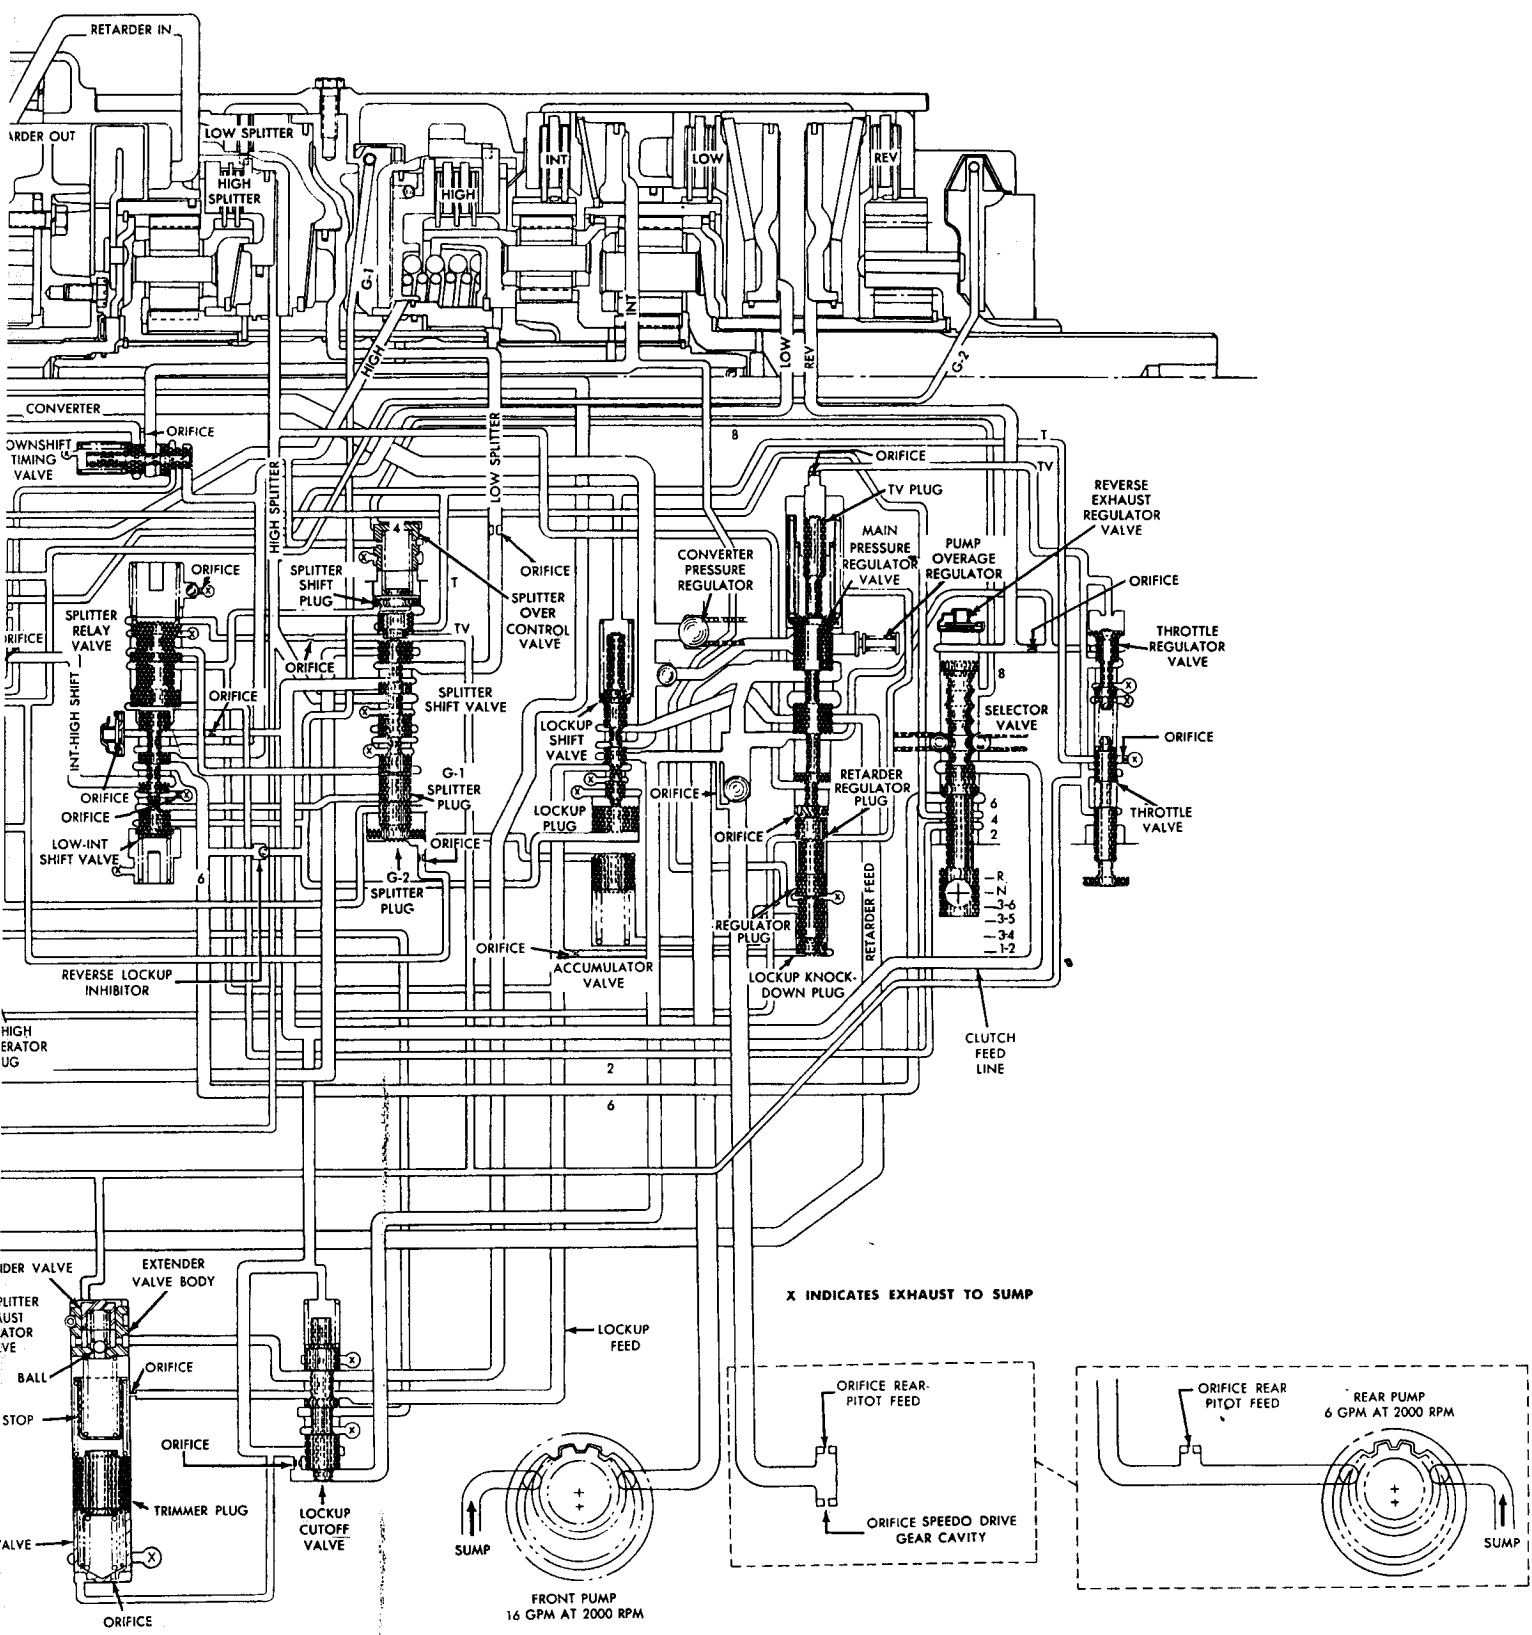 RETARDER IN
ARDER OUT
LOW SPLITTER
HIGH
SPLITTER
HIGH
INT
LOW
REV
G-1
INT
HIGH
LOW
REV
G-2
CONVERTER
ORIFICE
OWNSHIFT
TIMING
VALVE
HIGH SPLITTER
LOW SPLITTER
8
T
TV
ORIFICE
TV PLUG
REVERSE
EXHAUST
REGULATOR
VALVE
MAIN
PRESSURE
REGULATOR
VALVE
PUMP
OVERAGE
REGULATOR
CONVERTER
PRESSURE
REGULATOR
4
ORIFICE
SPLITTER
SHIFT
PLUG
T
ORIFICE
SPLITTER
OVER
CONTROL
VALVE
ORIFICE
THROTTLE
REGULATOR
VALVE
SPLITTER
RELAY
VALVE
ORIFICE
TV
ORIFICE
INT-HIGH SHIFT
ORIFICE
SPLITTER
SHIFT VALVE
8
SELECTOR
VALVE
ORIFICE
LOCKUP
SHIFT
VALVE
G-1
SPLITTER
PLUG
ORIFICE
ORIFICE
LOW-INT
SHIFT VALVE
6
LOCKUP
PLUG
ORIFICE
ORIFICE
RETARDER
REGULATOR
PLUG
6
4
2
THROTTLE
VALVE
ORIFICE
G-2
SPLITTER
PLUG
R
N
3-6
3-5
3-4
1-2
RETARDER FEED
REGULATOR
PLUG
ORIFICE
ACCUMULATOR
VALVE
LOCKUP KNOCK-
DOWN PLUG
REVERSE LOCKUP
INHIBITOR
HIGH
ERATOR
UG
CLUTCH
FEED
LINE
2
6
IDER VALVE
EXTENDER
VALVE BODY
PLITTER
AUST
ATOR
VE
X INDICATES EXHAUST TO SUMP
LOCKUP
FEED
BALL
ORIFICE
STOP
ORIFICE
TRIMMER PLUG
LOCKUP
CUTOFF
VALVE
ALVE
ORIFICE
SUMP
FRONT PUMP
16 GPM AT 2000 RPM
ORIFICE REAR-
PITOT FEED
ORIFICE SPEEDO DRIVE
GEAR CAVITY
ORIFICE REAR
PITOT FEED
REAR PUMP
6 GPM AT 2000 RPM
SUMP